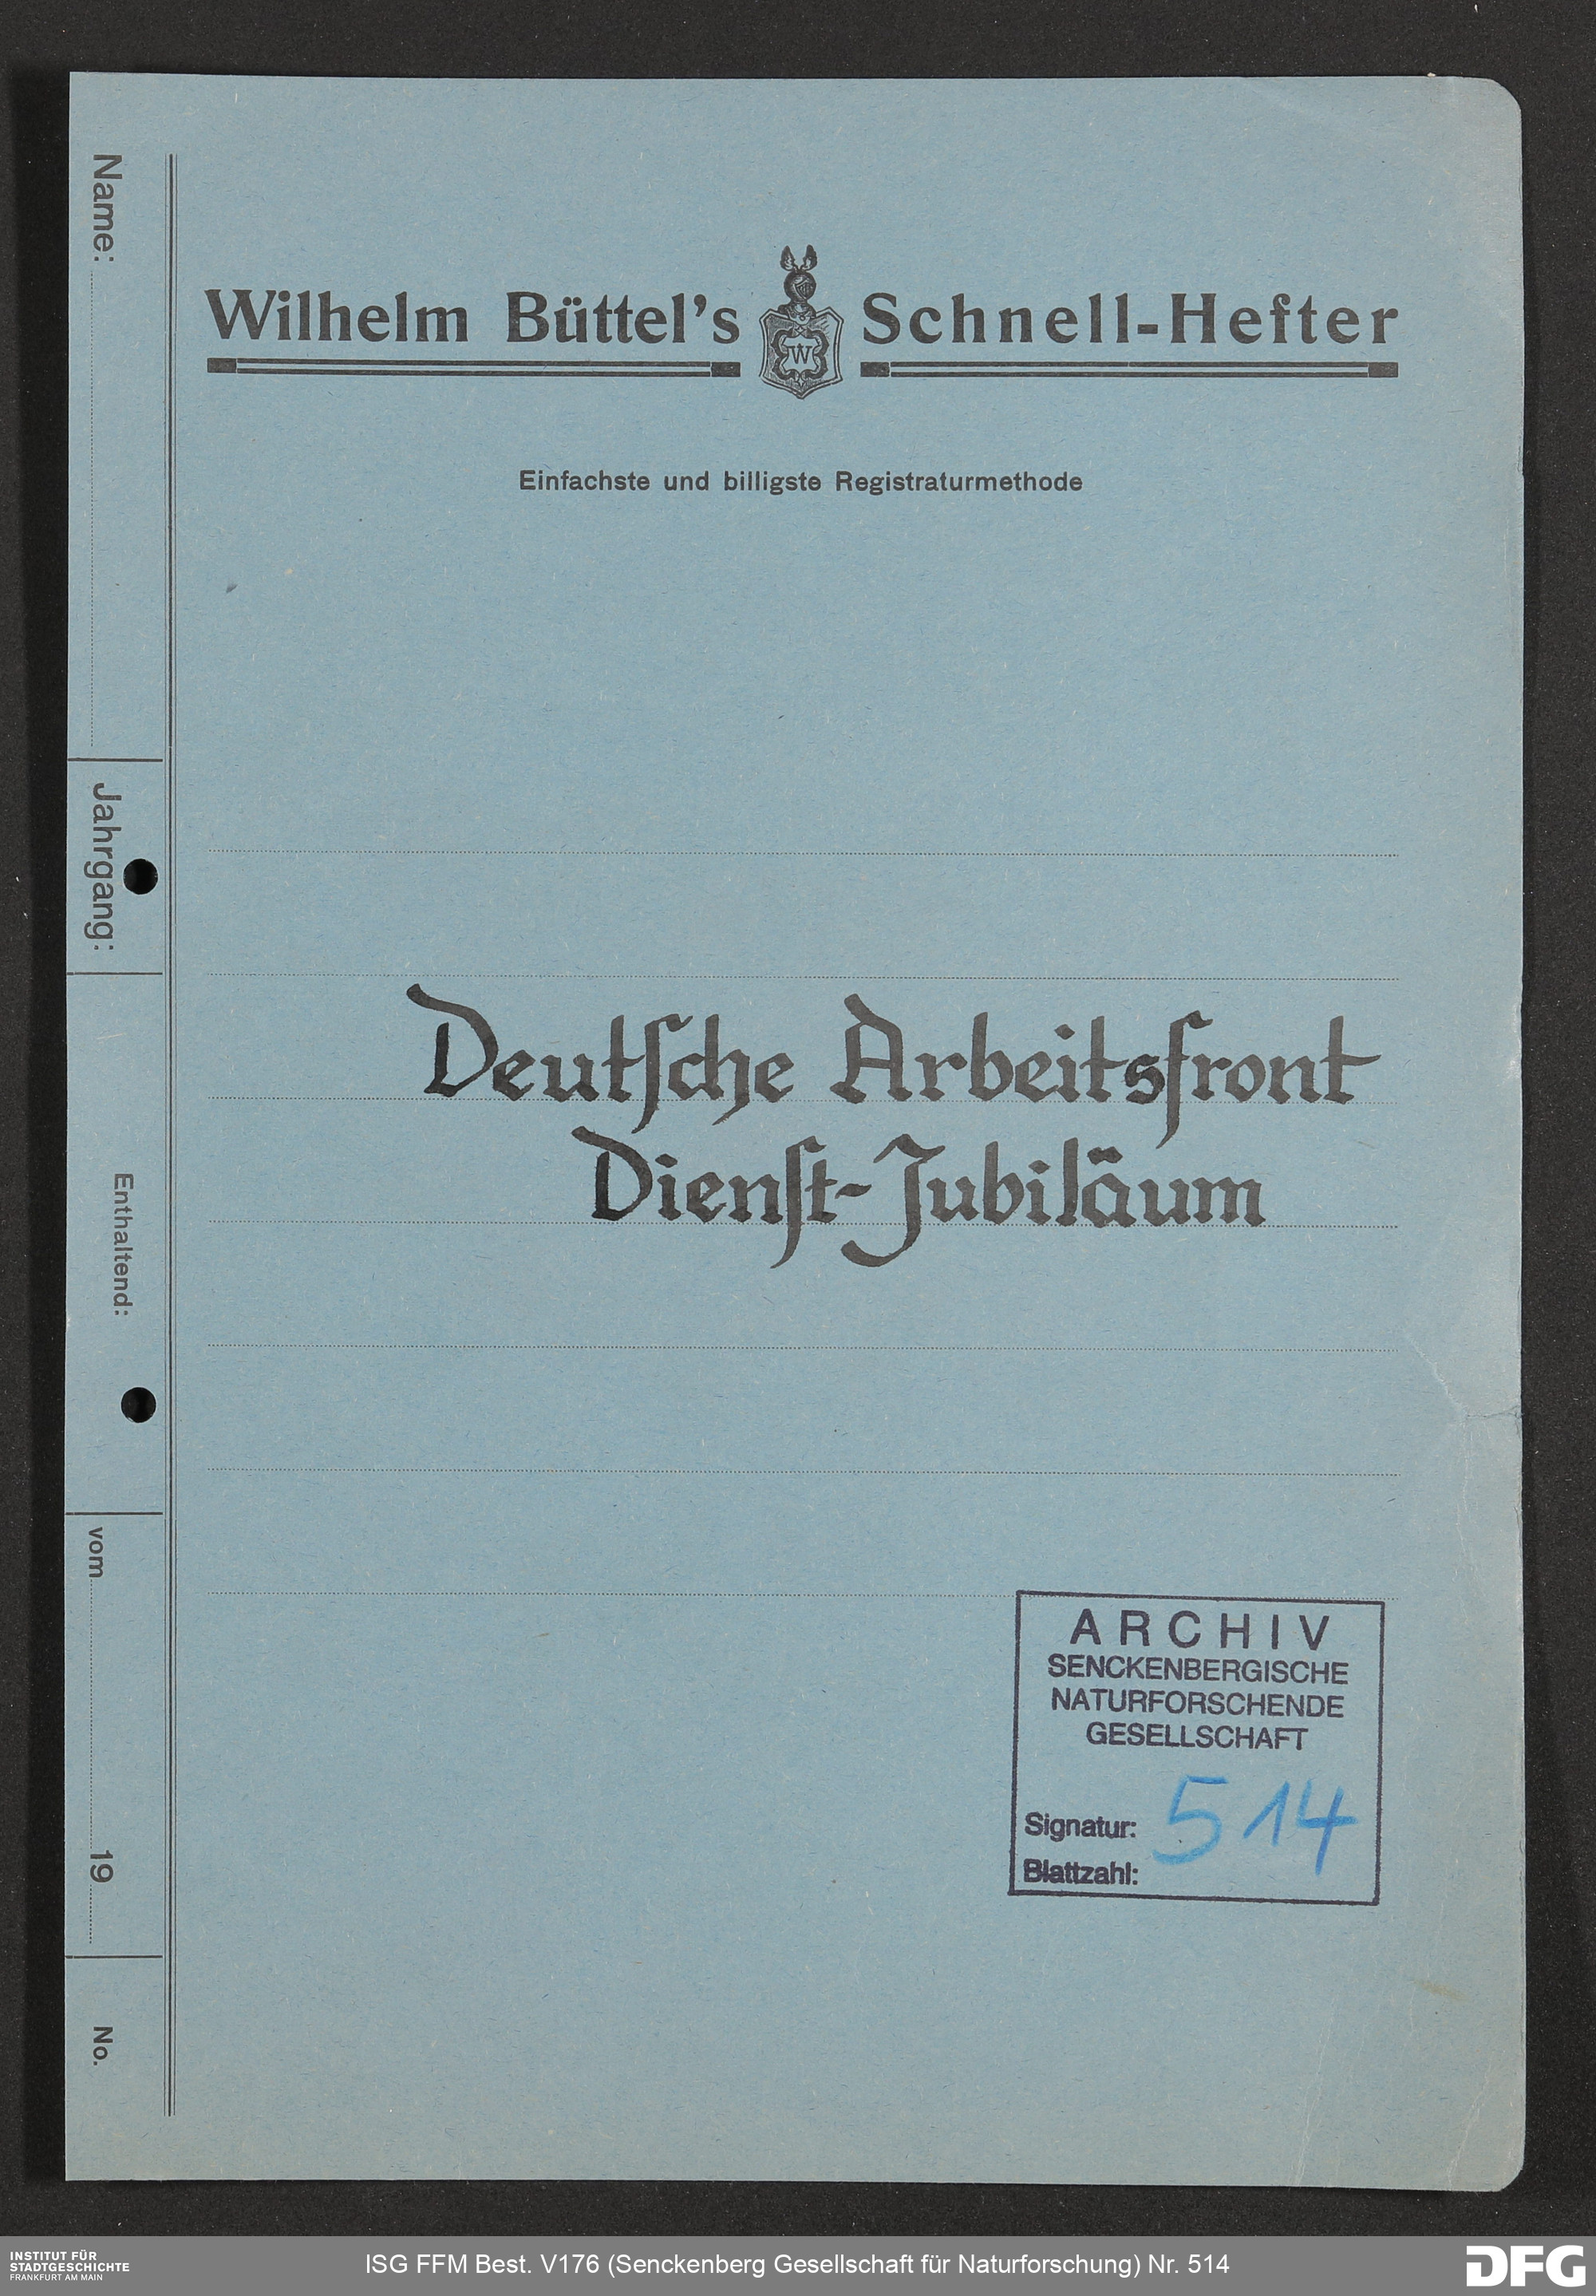 Wilhelm Büttel's Schnell-Hefter
W
Einfachste und billigste Registraturmethode
Name:
Jahrgang:
Enthaltend:
vom
19
No.
Deutſche Arbeitsfront
Dienſt-Jubiläum
ARCHIV
SENCKENBERGISCHE
NATURFORSCHENDE
GESELLSCHAFT
Signatur: 514
Blattzahl:
INSTITUT FÜR
STADTGESCHICHTE
FRANKFURT AM MAIN
ISG FFM Best. V176 (Senckenberg Gesellschaft für Naturforschung) Nr. 514
DFG